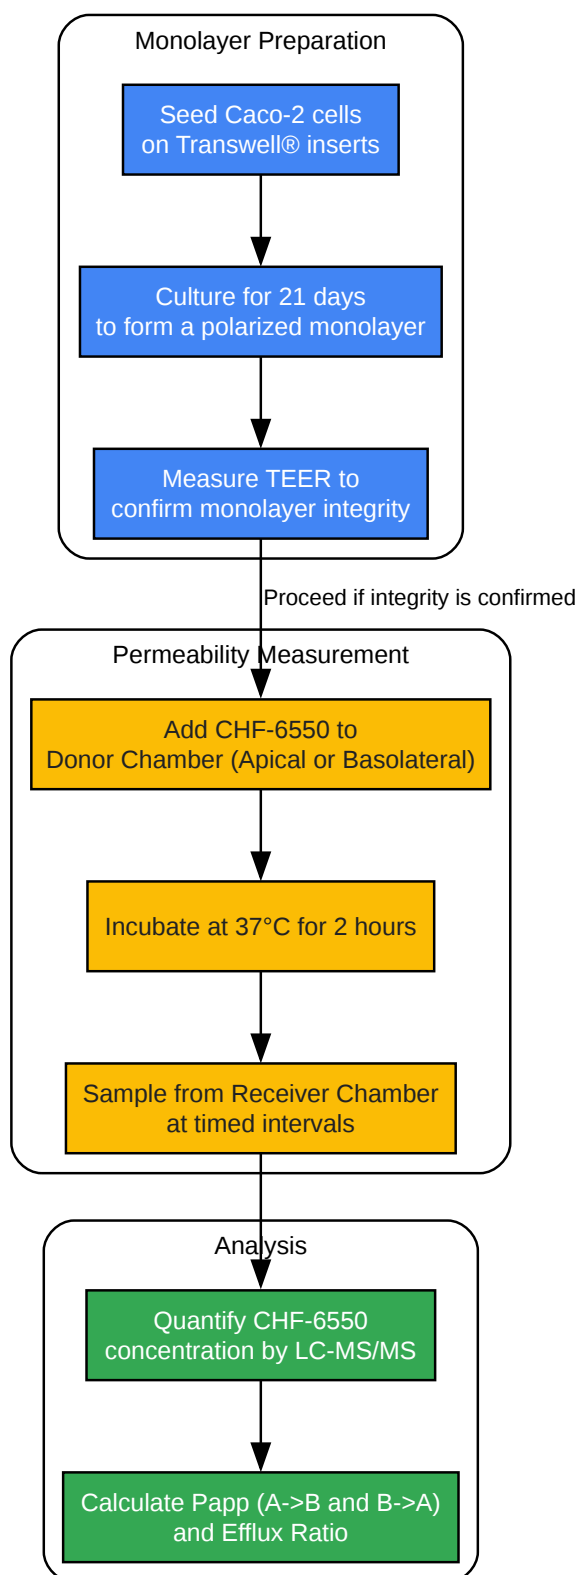 Monolayer Preparation
Seed Caco-2 cells
on Transwell® inserts
Culture for 21 days
to form a polarized monolayer
Measure TEER to
confirm monolayer integrity
Proceed if integrity is confirmed
Permeability Measurement
Add CHF-6550 to
Donor Chamber (Apical or Basolateral)
Incubate at 37°C for 2 hours
Sample from Receiver Chamber
at timed intervals
Analysis
Quantify CHF-6550
concentration by LC-MS/MS
Calculate Papp (A->B and B->A)
and Efflux Ratio